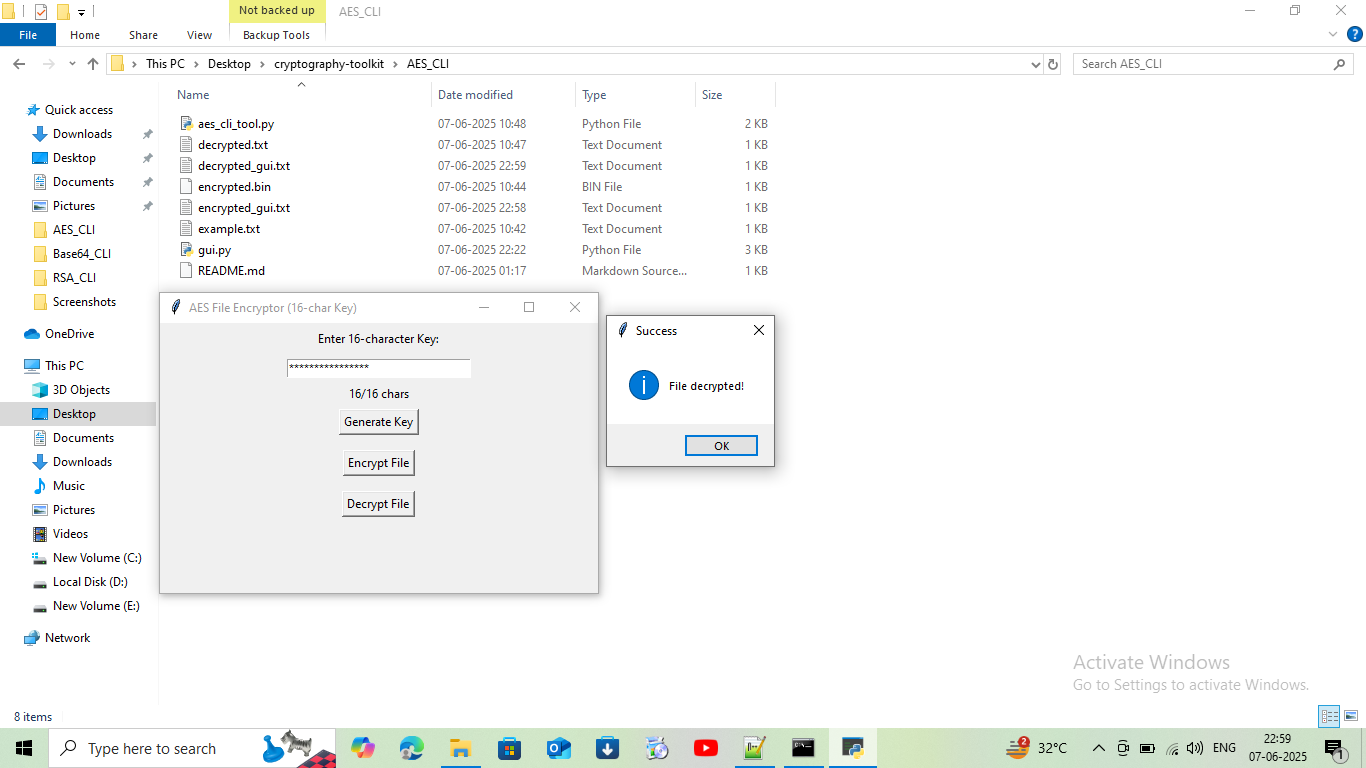 Not backed up
AES_CLI
File
Home
Share
View
Backup Tools
This PC
Desktop
cryptography-toolkit
AES_CLI
Search AES_CLI
Name
Date modified
Type
Size
Quick access
Downloads
Desktop
Documents
Pictures
AES_CLI
Base64_CLI
RSA_CLI
Screenshots
OneDrive
This PC
3D Objects
Desktop
Documents
Downloads
Music
Pictures
Videos
New Volume (C:)
Local Disk (D:)
New Volume (E:)
Network
aes_cli_tool.py 07-06-2025 10:48 Python File 2 KB
decrypted.txt 07-06-2025 10:47 Text Document 1 KB
decrypted_gui.txt 07-06-2025 22:59 Text Document 1 KB
encrypted.bin 07-06-2025 10:44 BIN File 1 KB
encrypted_gui.txt 07-06-2025 22:58 Text Document 1 KB
example.txt 07-06-2025 10:42 Text Document 1 KB
gui.py 07-06-2025 22:22 Python File 3 KB
README.md 07-06-2025 01:17 Markdown Source... 1 KB
AES File Encryptor (16-char Key)
Enter 16-character Key:
****************
16/16 chars
Generate Key
Encrypt File
Decrypt File
Success
File decrypted!
OK
Activate Windows
Go to Settings to activate Windows.
8 items
Type here to search
2
32°C
ENG
22:59
07-06-2025
1